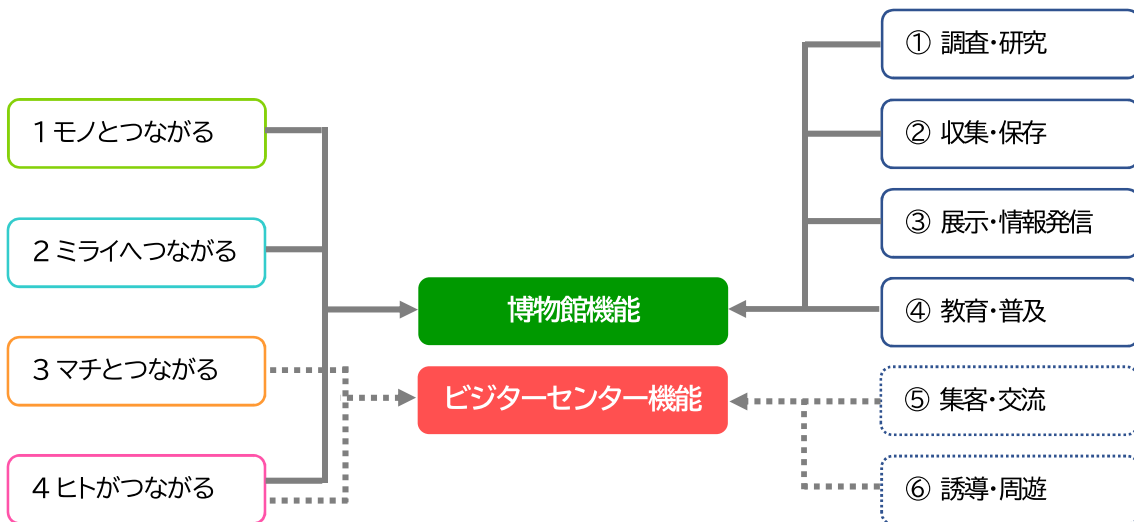 1 モノとつながる
2 ミライへつながる
3 マチとつながる
4 ヒトがつながる
博物館機能
ビジターセンター機能
① 調査・研究
② 収集・保存
③ 展示・情報発信
④ 教育・普及
⑤ 集客・交流
⑥ 誘導・周遊